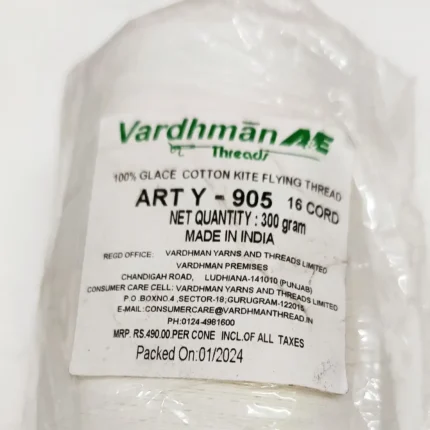 Vardhman A&E
Threads
100% GLACE COTTON KITE FLYING THREAD
ART Y - 905 16 CORD
NET QUANTITY : 300 gram
MADE IN INDIA
REGD OFFICE: VARDHMAN YARNS AND THREADS LIMITED
VARDHMAN PREMISES
CHANDIGAH ROAD, LUDHIANA-141010 (PUNJAB)
CONSUMER CARE CELL: VARDHMAN YARNS AND THREADS LIMITED
P.O.BOXNO.4,SECTOR-18,GURUGRAM-122015
E-MAIL:CONSUMERCARE@VARDHMANTHREAD.IN
PH:0124-4981600
MRP. RS.490.00.PER CONE INCL.OF ALL TAXES
Packed On:01/2024